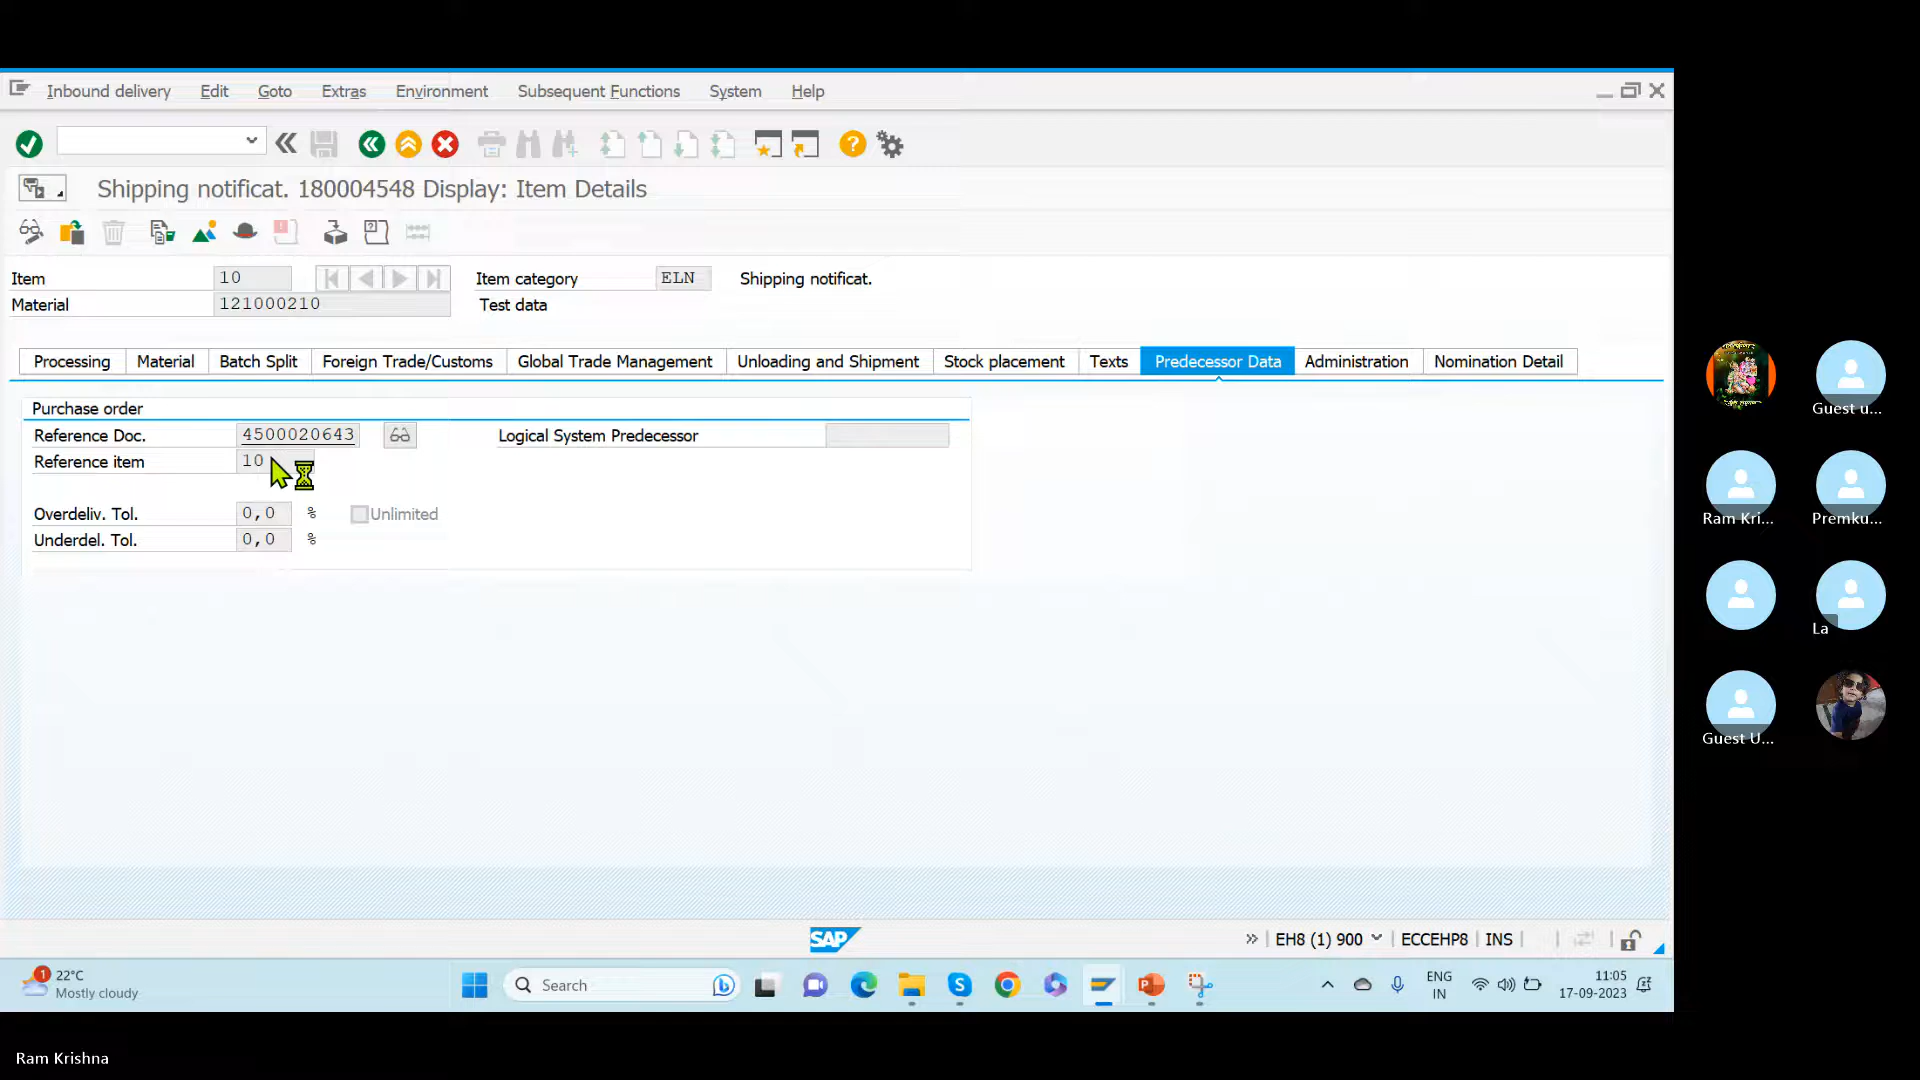 Inbound delivery Edit Goto Extras Environment Subsequent Functions System Help
Shipping notificat. 180004548 Display: Item Details
Item 10 Item category ELN Shipping notificat.
Material 121000210 Test data
Processing Material Batch Split Foreign Trade/Customs Global Trade Management Unloading and Shipment Stock placement Texts Predecessor Data Administration Nomination Detail
Purchase order
Reference Doc. 4500020643 Logical System Predecessor
Reference item 10
Overdeliv. Tol. 0,0 % Unlimited
Underdel. Tol. 0,0 %
Guest u...
Ram Kri... Premku...
La
Guest U...
SAP EH8 (1) 900 ECCEHP8 INS
1 22°C
Mostly cloudy
Search
ENG
IN
11:05
17-09-2023
Ram Krishna